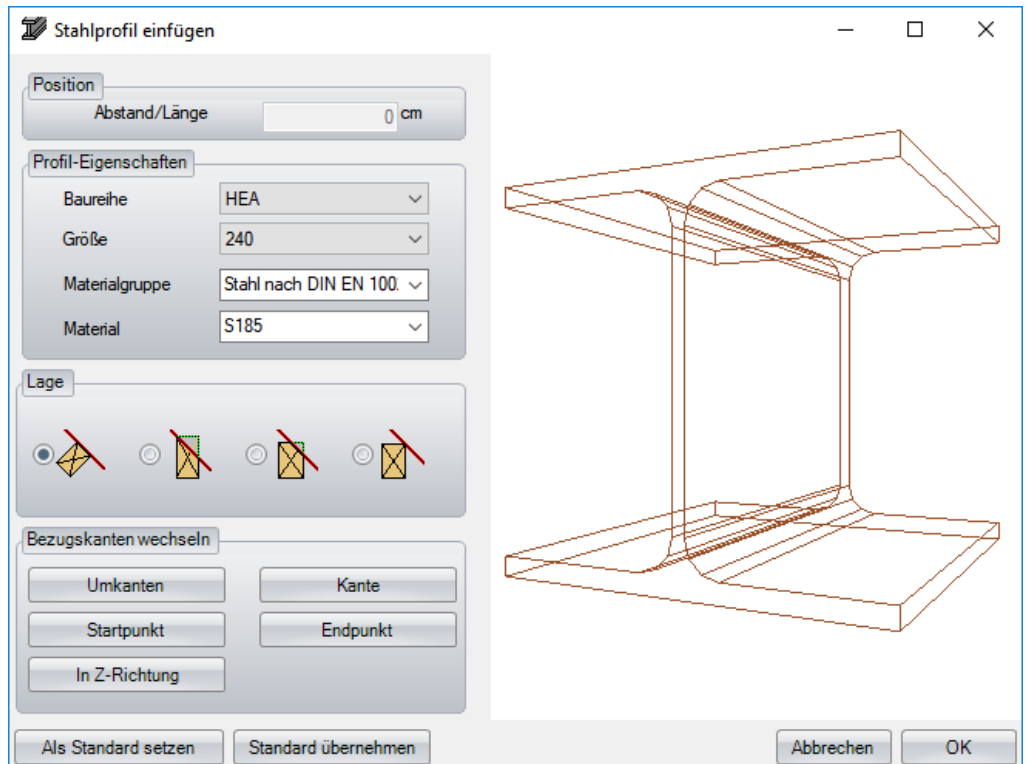 Stahlprofil einfügen
Position
Abstand/Länge 0 cm
Profil-Eigenschaften
Baureihe HEA
Größe 240
Materialgruppe Stahl nach DIN EN 100.
Material S185
Lage
Bezugskanten wechseln
Umkanten Kante
Startpunkt Endpunkt
In Z-Richtung
Als Standard setzen Standard übernehmen Abbrechen OK